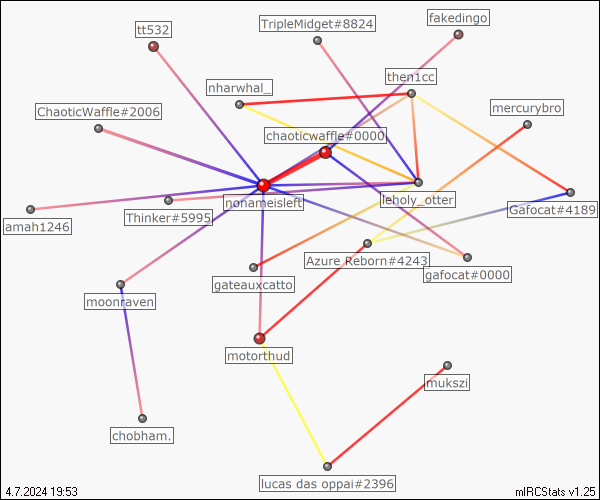 TripleMidget#8824
fakedingo
tt532
then1cc
nharwhal_
mercurybro
ChaoticWaffle#2006
chaoticwaffle#0000
nonameisleft
leholy_otter
Gafocat#4189
Thinker#5995
amah1246
Azure Reborn#4243
gafocat#0000
gateauxcatto
moonraven
motorthud
mukszi
chobham.
lucas das oppai#2396
4.7.2024 19:53
mIRCStats v1.25